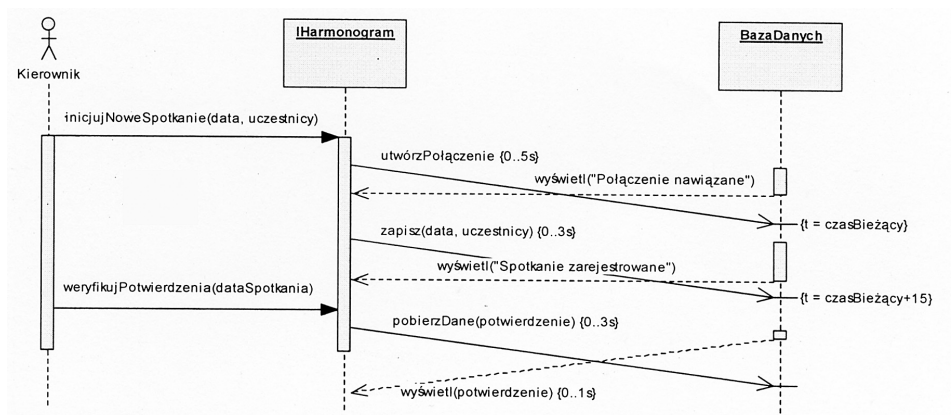 IHarmonogram
BazaDanych
Kierownik
inicjujNoweSpotkanie(data, uczestnicy)
utwórzPołączenie {0..5s}
wyświetl("Połączenie nawiązane")
{t = czasBieżący}
zapisz(data, uczestnicy) {0..3s}
wyświetl("Spotkanie zarejestrowane")
weryfikujPotwierdzenia(dataSpotkania)
{t = czasBieżący+15}
pobierzDane(potwierdzenie) {0..3s}
wyświetl(potwierdzenie) {0..1s}